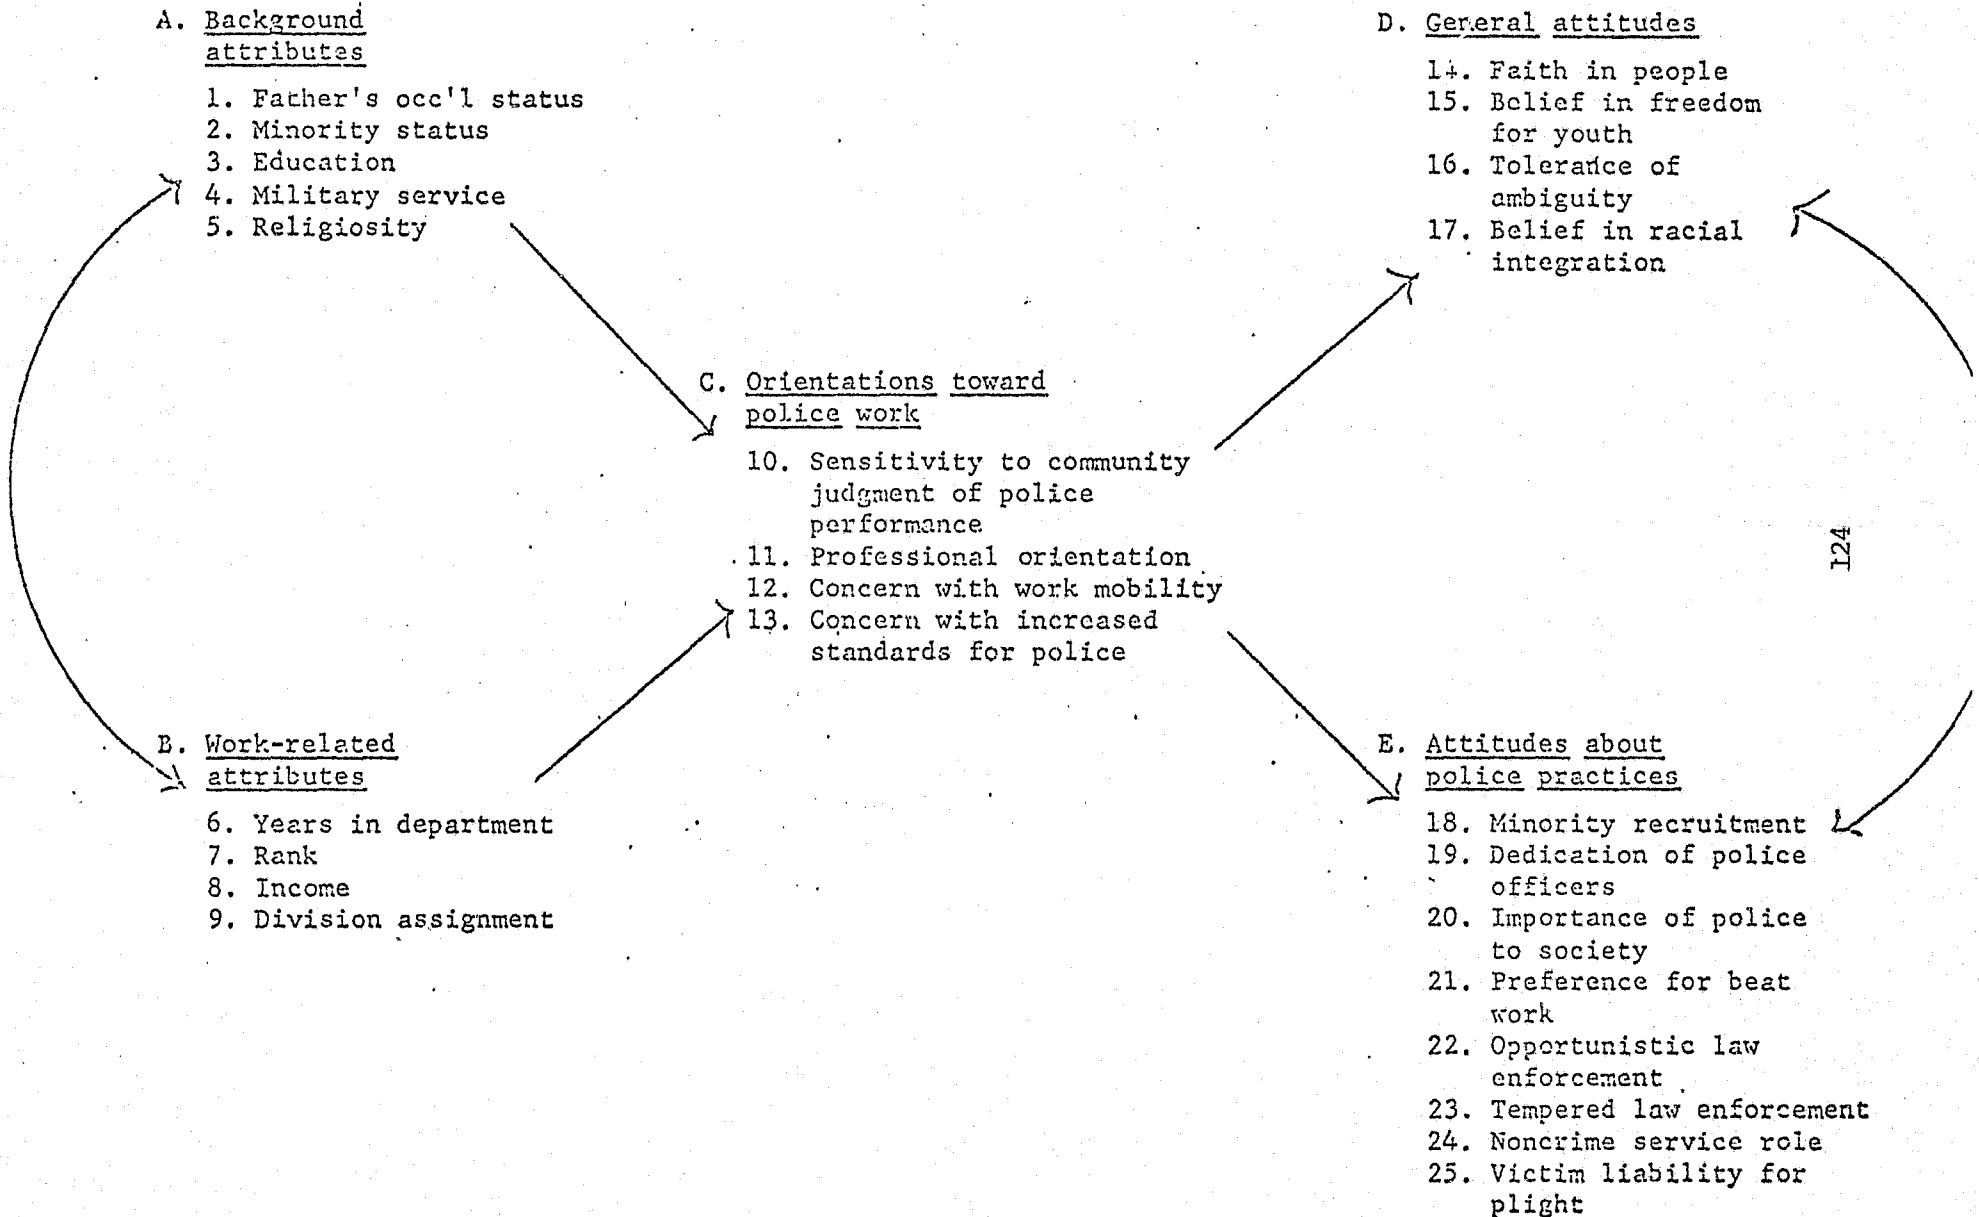 A. Background
attributes
1. Father's occ'l status
2. Minority status
3. Education
4. Military service
5. Religiosity
B. Work-related
attributes
6. Years in department
7. Rank
8. Income
9. Division assignment
C. Orientations toward
police work
10. Sensitivity to community
judgment of police
performance
11. Professional orientation
12. Concern with work mobility
13. Concern with increased
standards for police
D. General attitudes
14. Faith in people
15. Belief in freedom
for youth
16. Tolerance of
ambiguity
17. Belief in racial
integration
E. Attitudes about
police practices
18. Minority recruitment
19. Dedication of police
officers
20. Importance of police
to society
21. Preference for beat
work
22. Opportunistic law
enforcement
23. Tempered law enforcement
24. Noncrime service role
25. Victim liability for
plight
124